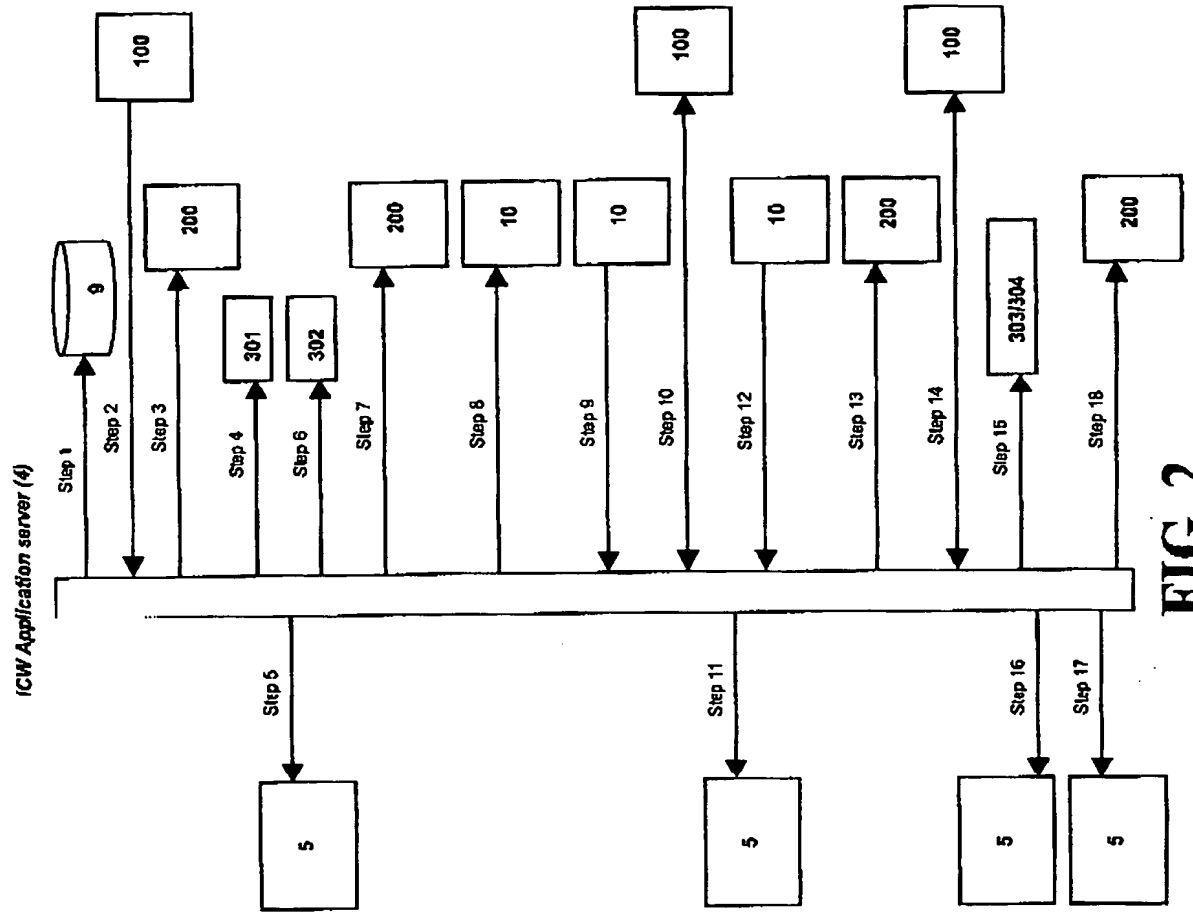 ICW Application server (4)
Step 1
9
Step 2
100
Step 3
200
Step 4
301
Step 5
5
Step 6
302
Step 7
200
Step 8
10
Step 9
10
Step 10
100
Step 11
5
Step 12
10
Step 13
200
Step 14
100
Step 15
303/304
Step 16
5
Step 17
5
Step 18
200
FIG 2